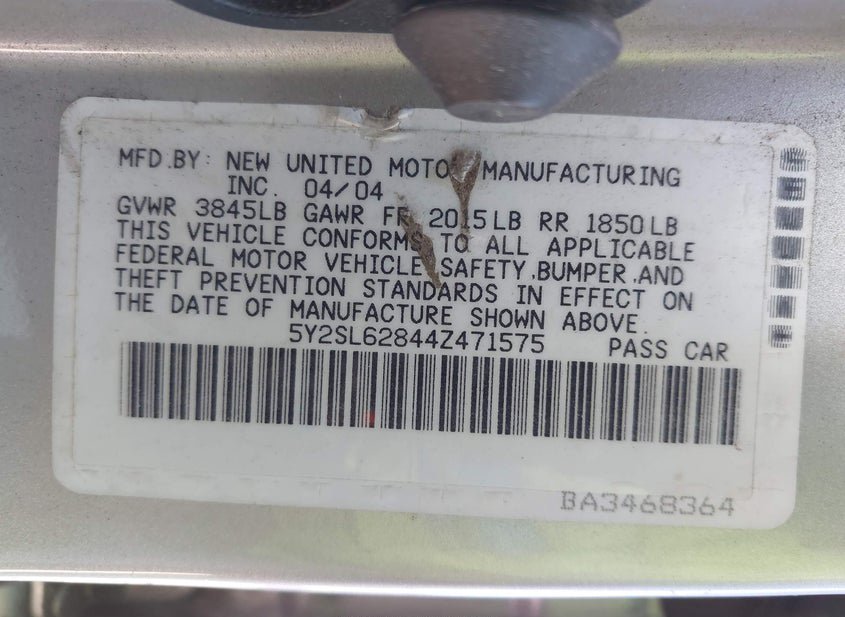 MFD.BY: NEW UNITED MOTOR MANUFACTURING
INC. 04/04
GVWR 3845LB GAWR FR 2015LB RR 1850LB
THIS VEHICLE CONFORMS TO ALL APPLICABLE
FEDERAL MOTOR VEHICLE SAFETY,BUMPER,AND
THEFT PREVENTION STANDARDS IN EFFECT ON
THE DATE OF MANUFACTURE SHOWN ABOVE.
5Y2SL62844Z471575 PASS CAR
BA3468364